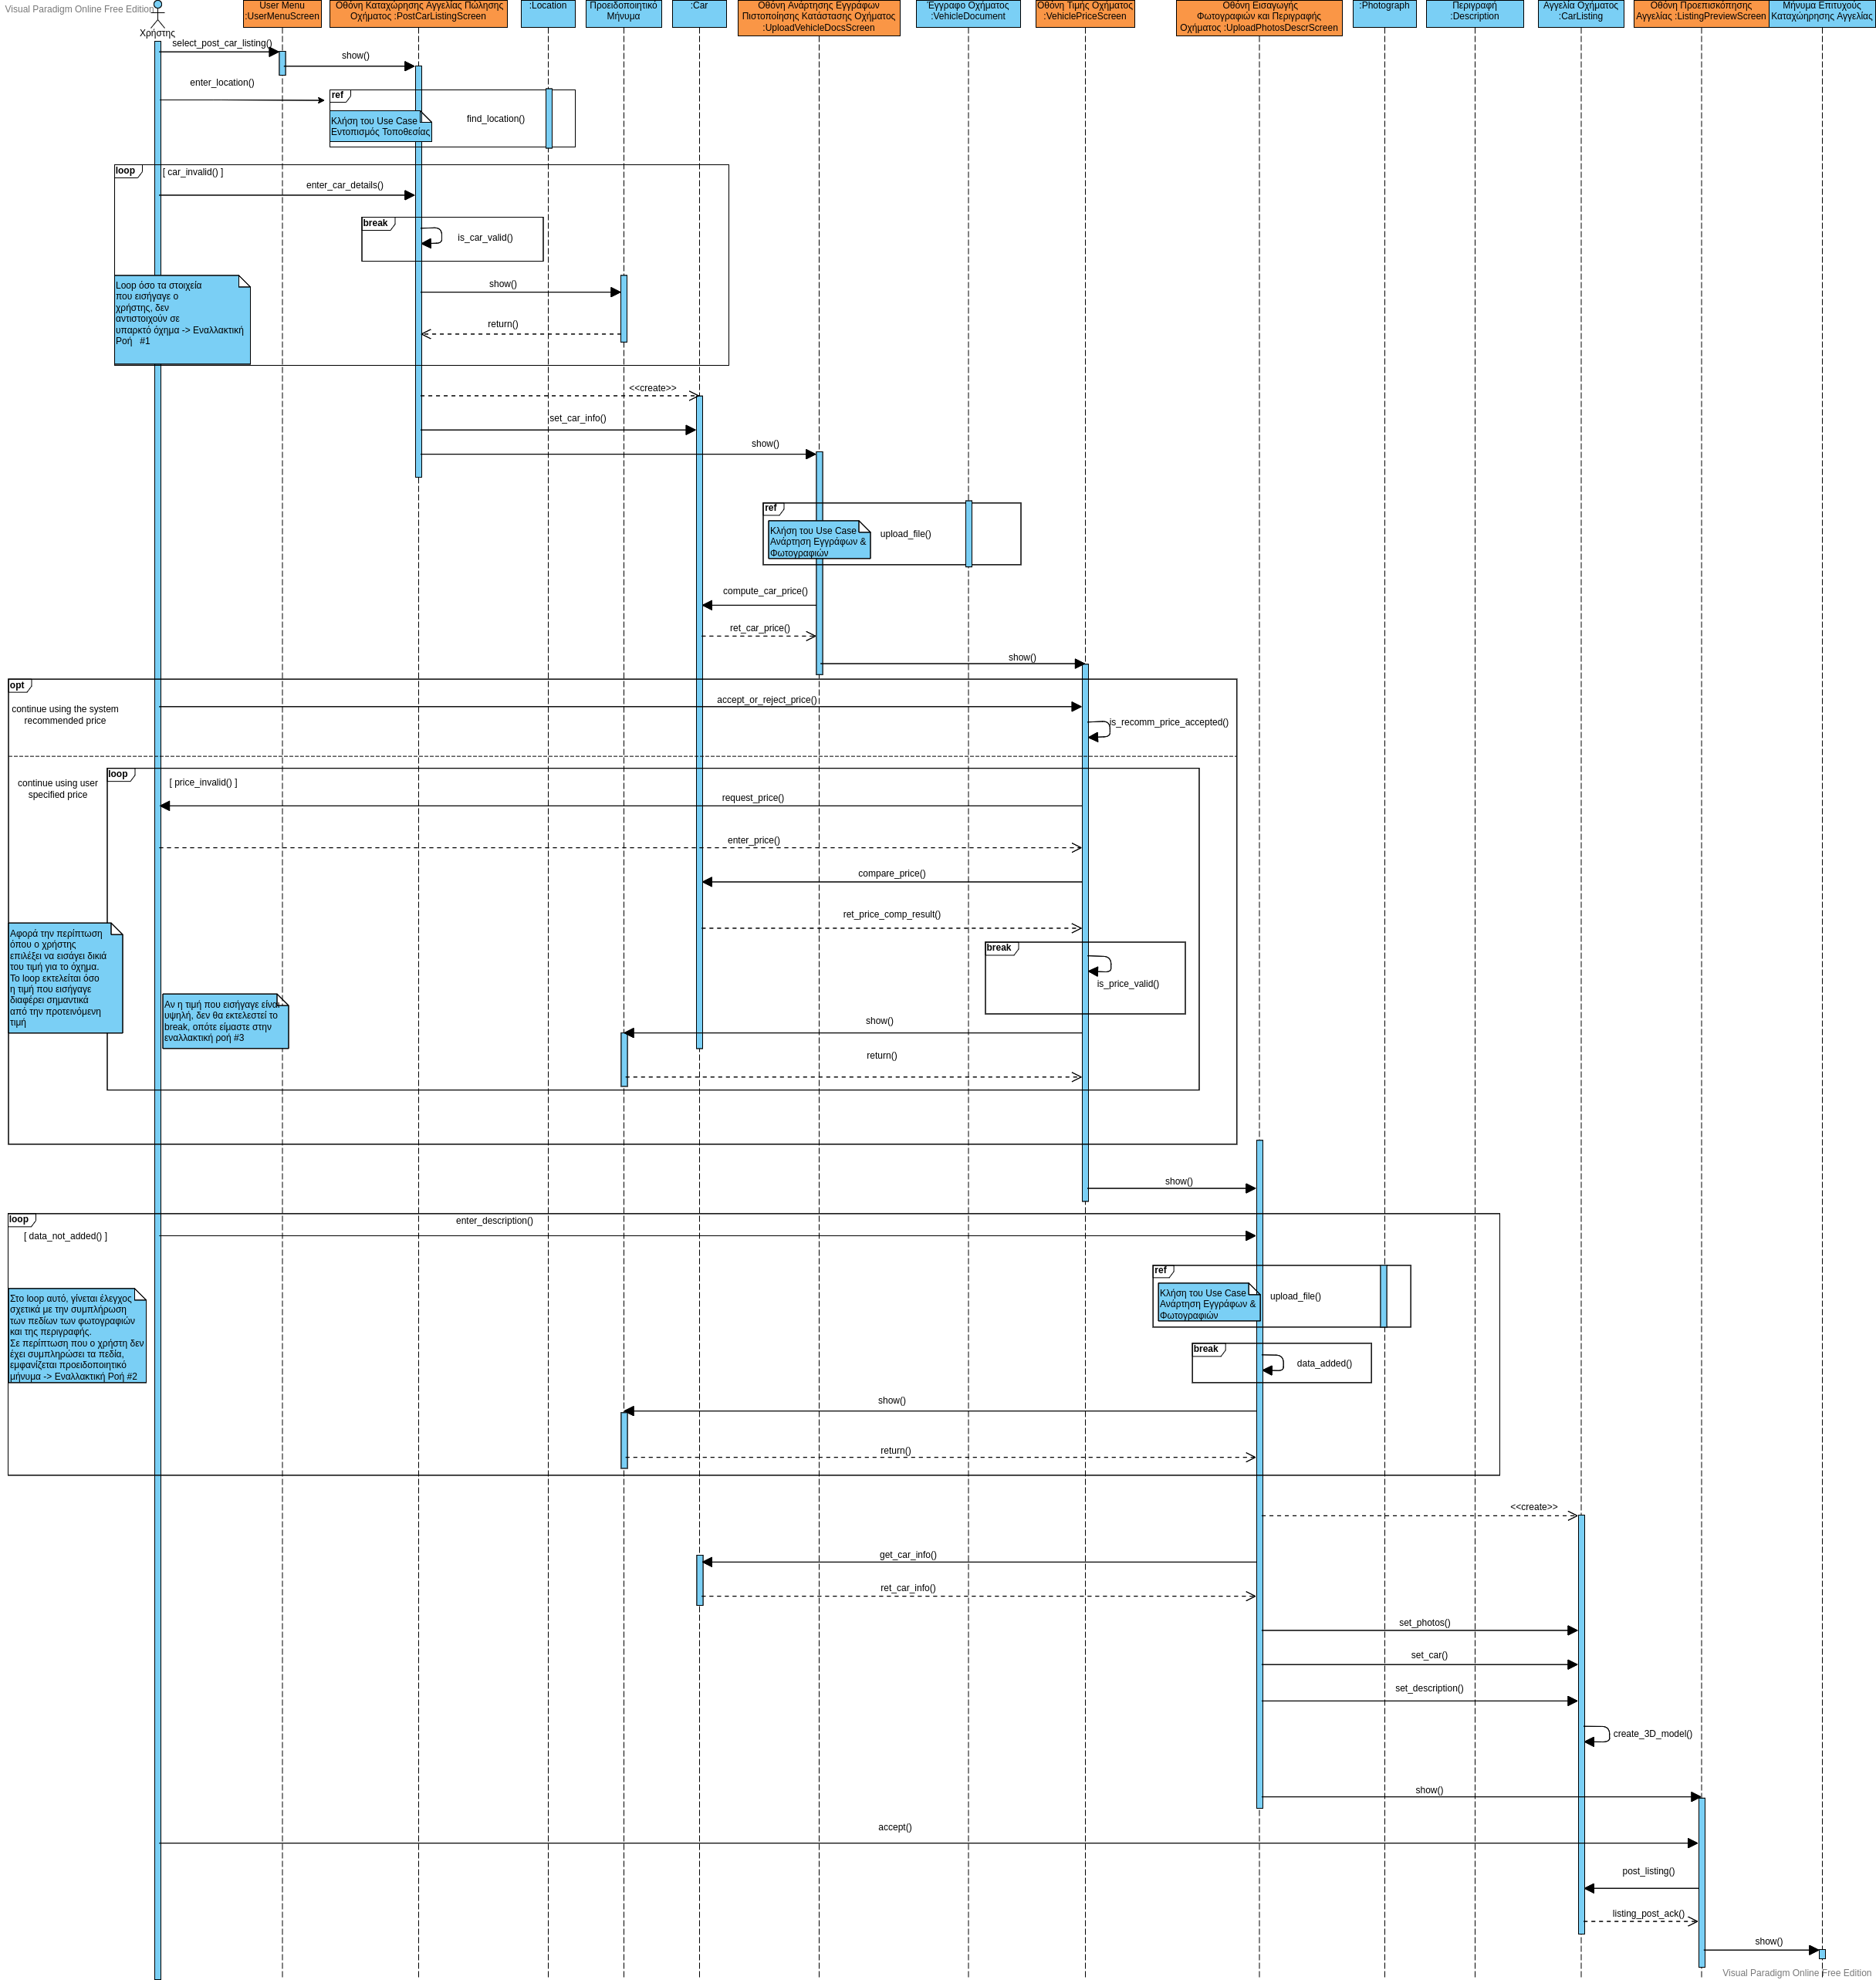 Visual Paradigm Online Free Edition
Χρήστης
User Menu
:UserMenuScreen
Οθόνη Καταχώρησης Αγγελίας Πώλησης
Οχήματος :PostCarListingScreen
:Location
Προειδοποιητικό
Μήνυμα
:Car
Οθόνη Ανάρτησης Εγγράφων
Πιστοποίησης Κατάστασης Οχήματος
:UploadVehicleDocsScreen
Έγγραφο Οχήματος
:VehicleDocument
Οθόνη Τιμής Οχήματος
:VehiclePriceScreen
Οθόνη Εισαγωγής
Φωτογραφιών και Περιγραφής
Οχήματος :UploadPhotosDescrScreen
:Photograph
Περιγραφή
:Description
Αγγελία Οχήματος
:CarListing
Οθόνη Προεπισκόπησης
Αγγελίας :ListingPreviewScreen
Μήνυμα Επιτυχούς
Καταχώηρησης Αγγελίας
select_post_car_listing()
show()
enter_location()
ref
Κλήση του Use Case
Εντοπισμός Τοποθεσίας
find_location()
loop
[ car_invalid() ]
enter_car_details()
break
is_car_valid()
Loop όσο τα στοιχεία
που εισήγαγε ο
χρήστης, δεν
αντιστοιχούν σε
υπαρκτό όχημα -> Εναλλακτική
Ροή #1
show()
return()
<<create>>
set_car_info()
show()
ref
Κλήση του Use Case
Ανάρτηση Εγγράφων &
Φωτογραφιών
upload_file()
compute_car_price()
ret_car_price()
show()
opt
continue using the system
recommended price
accept_or_reject_price()
is_recomm_price_accepted()
continue using user
specified price
loop
[ price_invalid() ]
request_price()
enter_price()
compare_price()
ret_price_comp_result()
Αφορά την περίπτωση
όπου ο χρήστης
επιλέξει να εισάγει δικιά
του τιμή για το όχημα.
Το loop εκτελείται όσο
η τιμή που εισήγαγε
διαφέρει σημαντικά
από την προτεινόμενη
τιμή
break
is_price_valid()
Αν η τιμή που εισήγαγε είναι
υψηλή, δεν θα εκτελεστεί το
break, οπότε είμαστε στην
εναλλακτική ροή #3
show()
return()
show()
loop
[ data_not_added() ]
enter_description()
ref
Κλήση του Use Case
Ανάρτηση Εγγράφων &
Φωτογραφιών
upload_file()
Στο loop αυτό, γίνεται έλεγχος
σχετικά με την συμπλήρωση
των πεδίων των φωτογραφιών
και της περιγραφής.
Σε περίπτωση που ο χρήστη δεν
έχει συμπληρώσει τα πεδία,
εμφανίζεται προειδοποιητικό
μήνυμα -> Εναλλακτική Ροή #2
break
data_added()
show()
return()
<<create>>
get_car_info()
ret_car_info()
set_photos()
set_car()
set_description()
create_3D_model()
show()
accept()
post_listing()
listing_post_ack()
show()
Visual Paradigm Online Free Edition